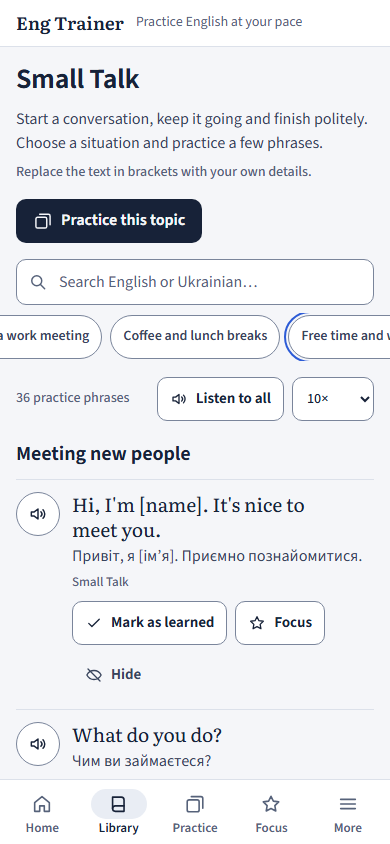 Eng Trainer Practice English at your pace
Small Talk
Start a conversation, keep it going and finish politely.
Choose a situation and practice a few phrases.
Replace the text in brackets with your own details.
Practice this topic
Search English or Ukrainian…
a work meeting Coffee and lunch breaks Free time and w
36 practice phrases Listen to all 10×
Meeting new people
Hi, I'm [name]. It's nice to
meet you.
Привіт, я [ім’я]. Приємно познайомитися.
Small Talk
Mark as learned Focus
Hide
What do you do?
Чим ви займаєтеся?
Home Library Practice Focus More